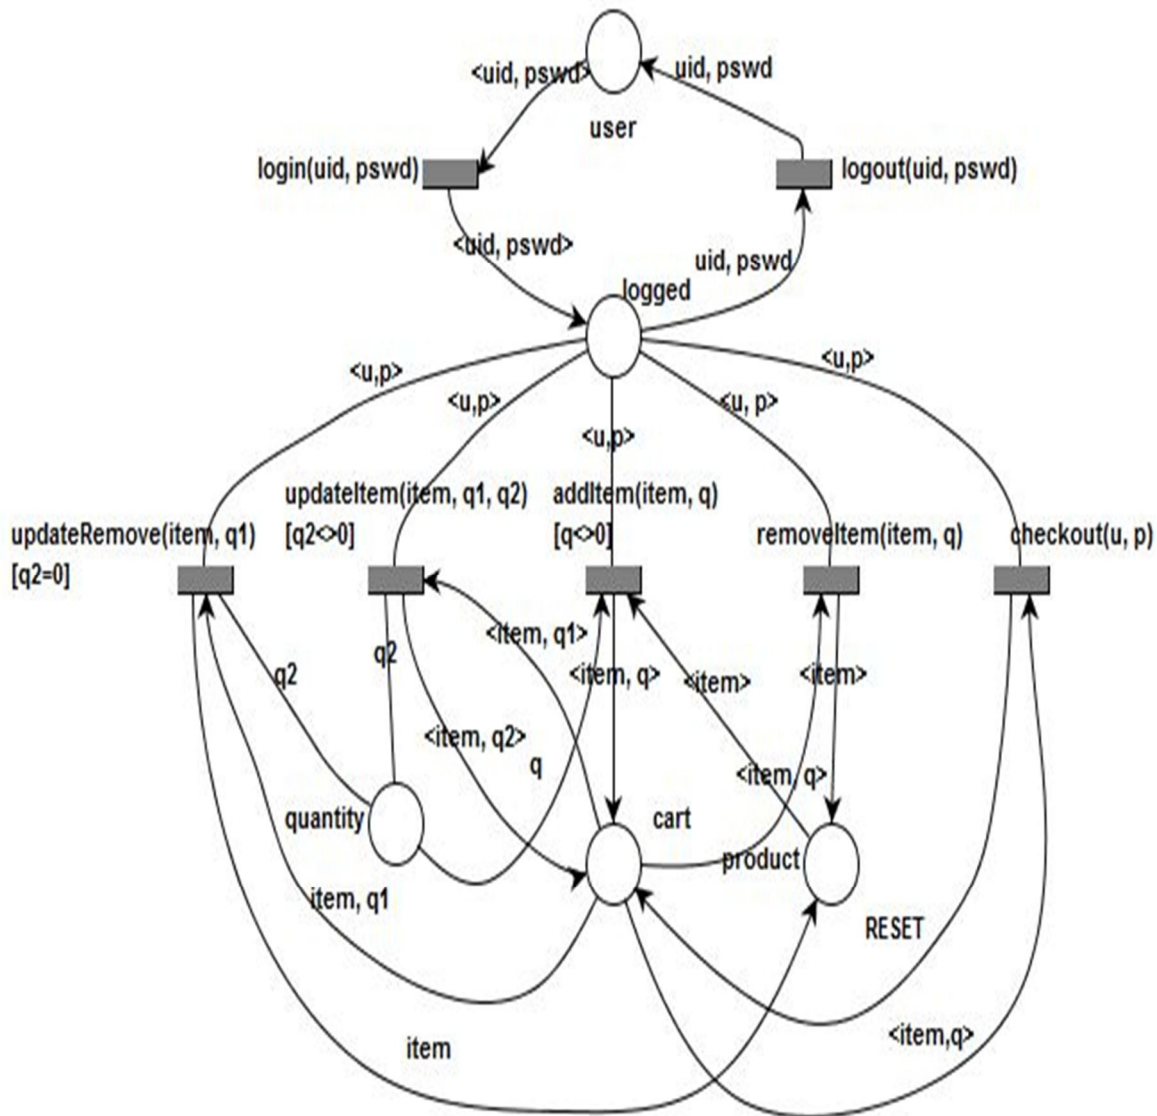 <uid, pswd>
uid, pswd
user
login(uid, pswd)
logout(uid, pswd)
<uid, pswd>
uid, pswd
logged
<u,p>
<u,p>
<u,p>
<u, p>
<u,p>
updateItem(item, q1, q2)
[q2<>0]
addItem(item, q)
[q<>0]
updateRemove(item, q1)
[q2=0]
removeItem(item, q)
checkout(u, p)
<item, q1>
q2
q2
<item, q>
<item>
<item>
<item, q2>
q
<item, q>
quantity
cart
product
item, q1
RESET
item
<item,q>